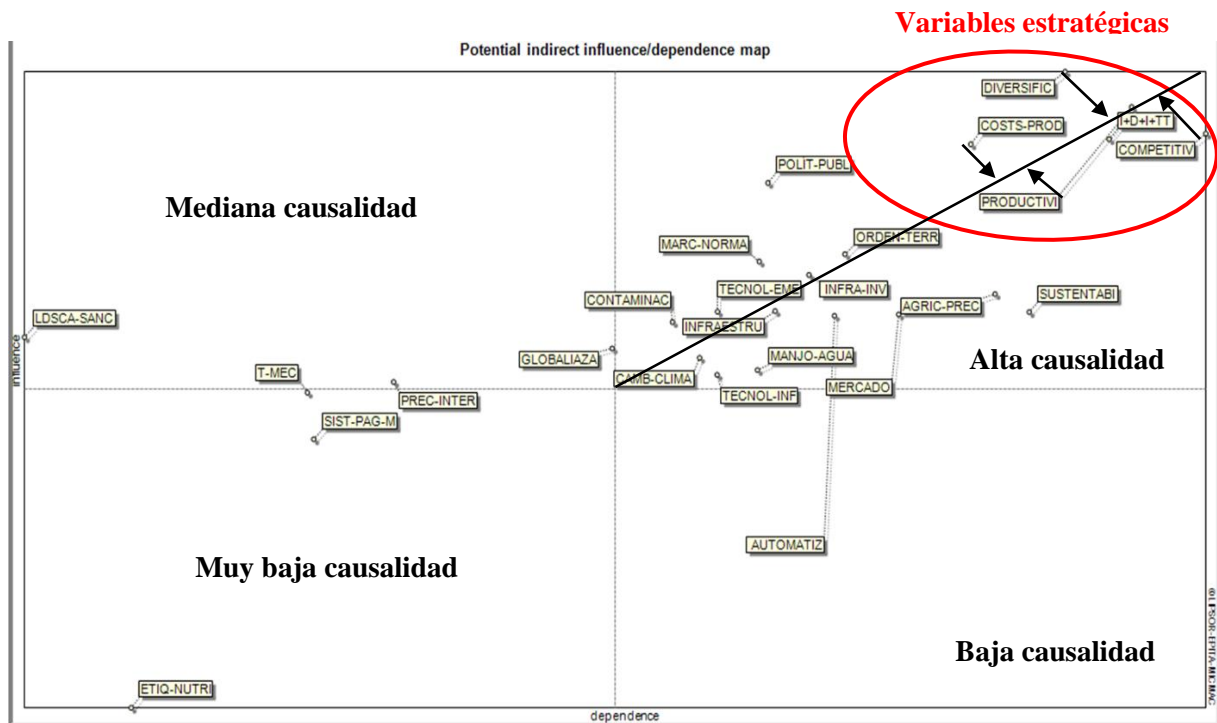 Variables estratégicas
Potential indirect influence/dependence map
DIVERSIFIC
COSTS-PROD
I+D+I+TT
COMPETITIV
POLIT-PUBL
Mediana causalidad
PRODUCTIVI
MARC-NORMA
ORDEN-TERR
TECNOL-EME
INFRA-INV
CONTAMINAC
AGRIC-PREC
SUSTENTABI
LDSCA-SANC
INFRAESTRU
influence
GLOBALIAZA
MANJO-AGUA
Alta causalidad
T-MEC
CAMB-CLIMA
MERCADO
PREC-INTER
TECNOL-INF
SIST-PAG-M
AUTOMATIZ
Muy baja causalidad
Baja causalidad
ETIQ-NUTRI
dependence
©LIPSOR-EPITA-MICMAC